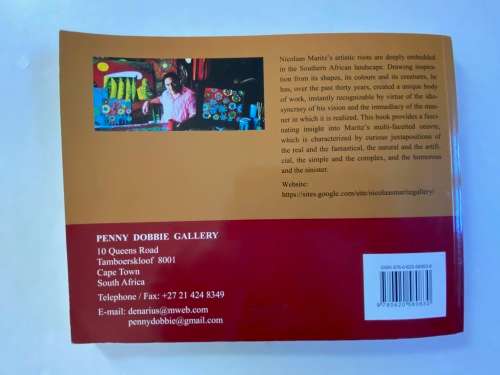 Nicolaas Maritz's artistic roots are deeply embedded
in the Southern African landscape. Drawing inspira-
tion from its shapes, its colours and its creatures, he
has, over the past thirty years, created a unique body
of work, instantly recognizable by virtue of the idio-
syncrasy of his vision and the immediacy of the man-
ner in which it is realized. This book provides a fasci-
nating insight into Maritz's multi-facetted oeuvre,
which is characterized by curious juxtapositions of
the real and the fantastical, the natural and the artifi-
cial, the simple and the complex, and the humorous
and the sinister.
Website:
https://sites.google.com/site/nicolaasmaritzgallery/
PENNY DOBBIE GALLERY
10 Queens Road
Tamboerskloof 8001
Cape Town
South Africa
Telephone / Fax: +27 21 424 8349
E-mail: denarius@mweb.com
pennydobbie@gmail.com